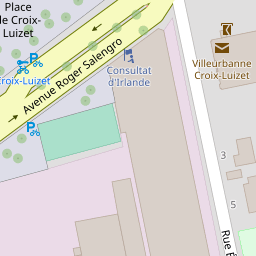 Place
de Croix-
Luizet
Croix-Luizet
Avenue Roger Salengro
Consultat
d'Irlande
Villeurbanne
Croix-Luizet
3
5
Rue